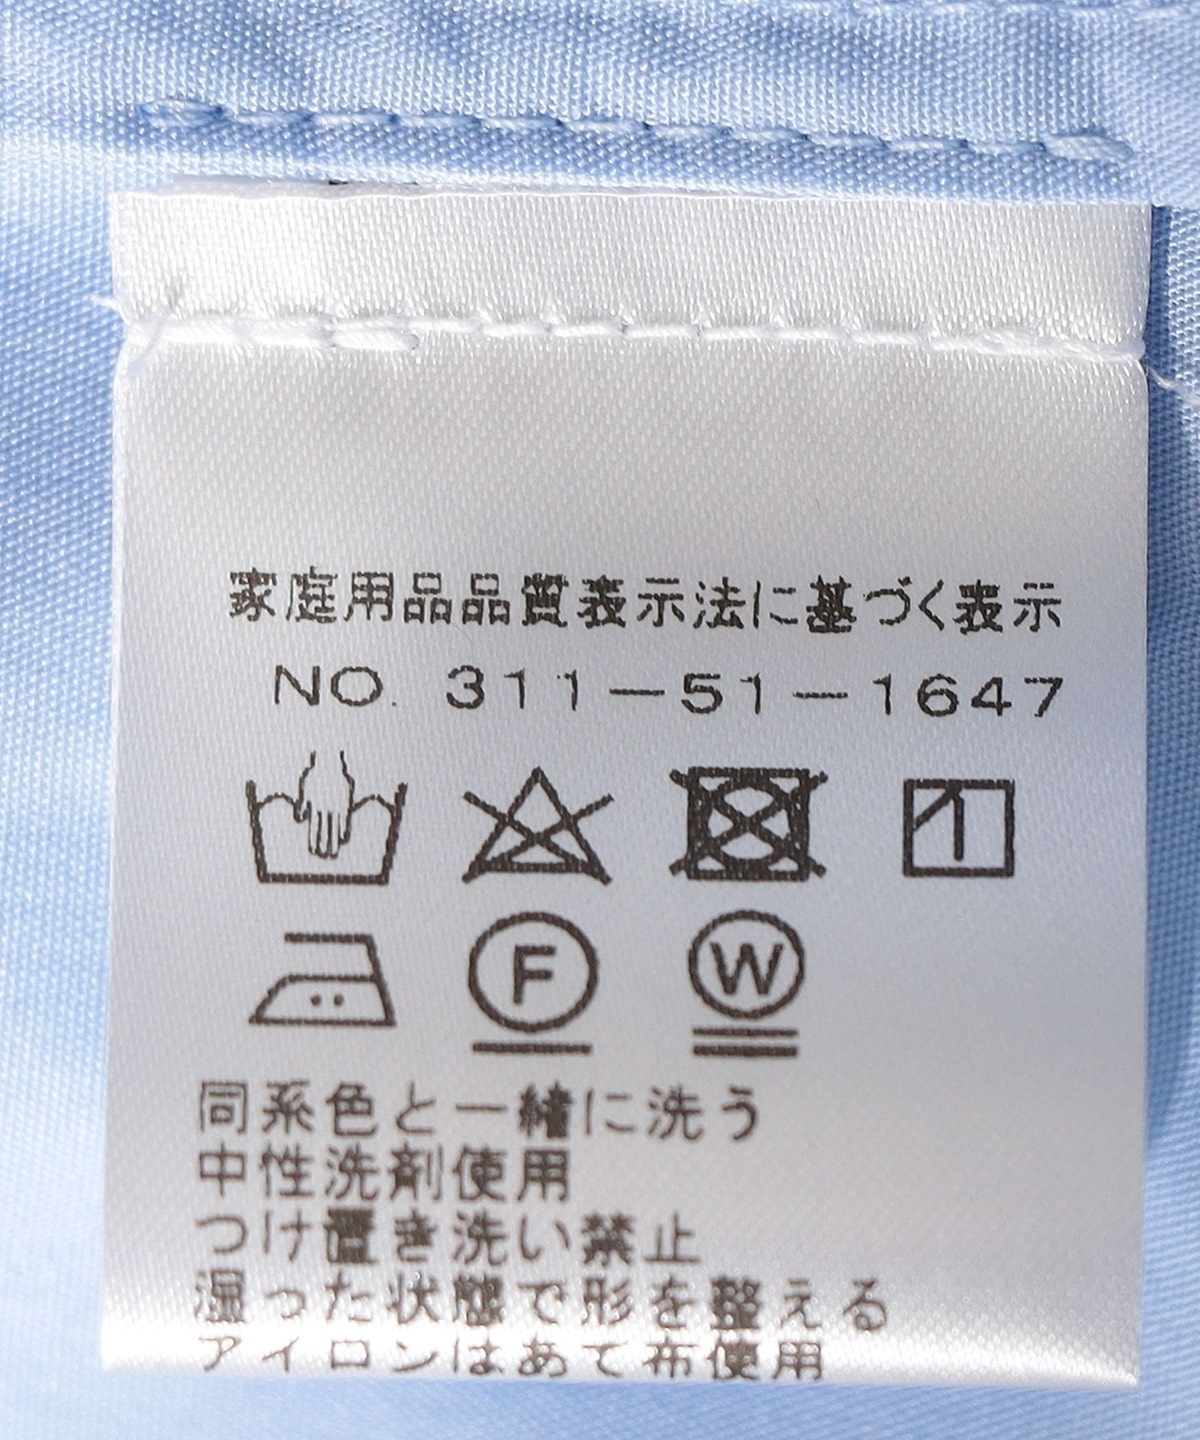 家庭用品品質表示法に基づく表示
NO. 311-51-1647
F W
同系色と一緒に洗う
中性洗剤使用
つけ置き洗い禁止
湿った状態で形を整える
アイロンはあて布使用